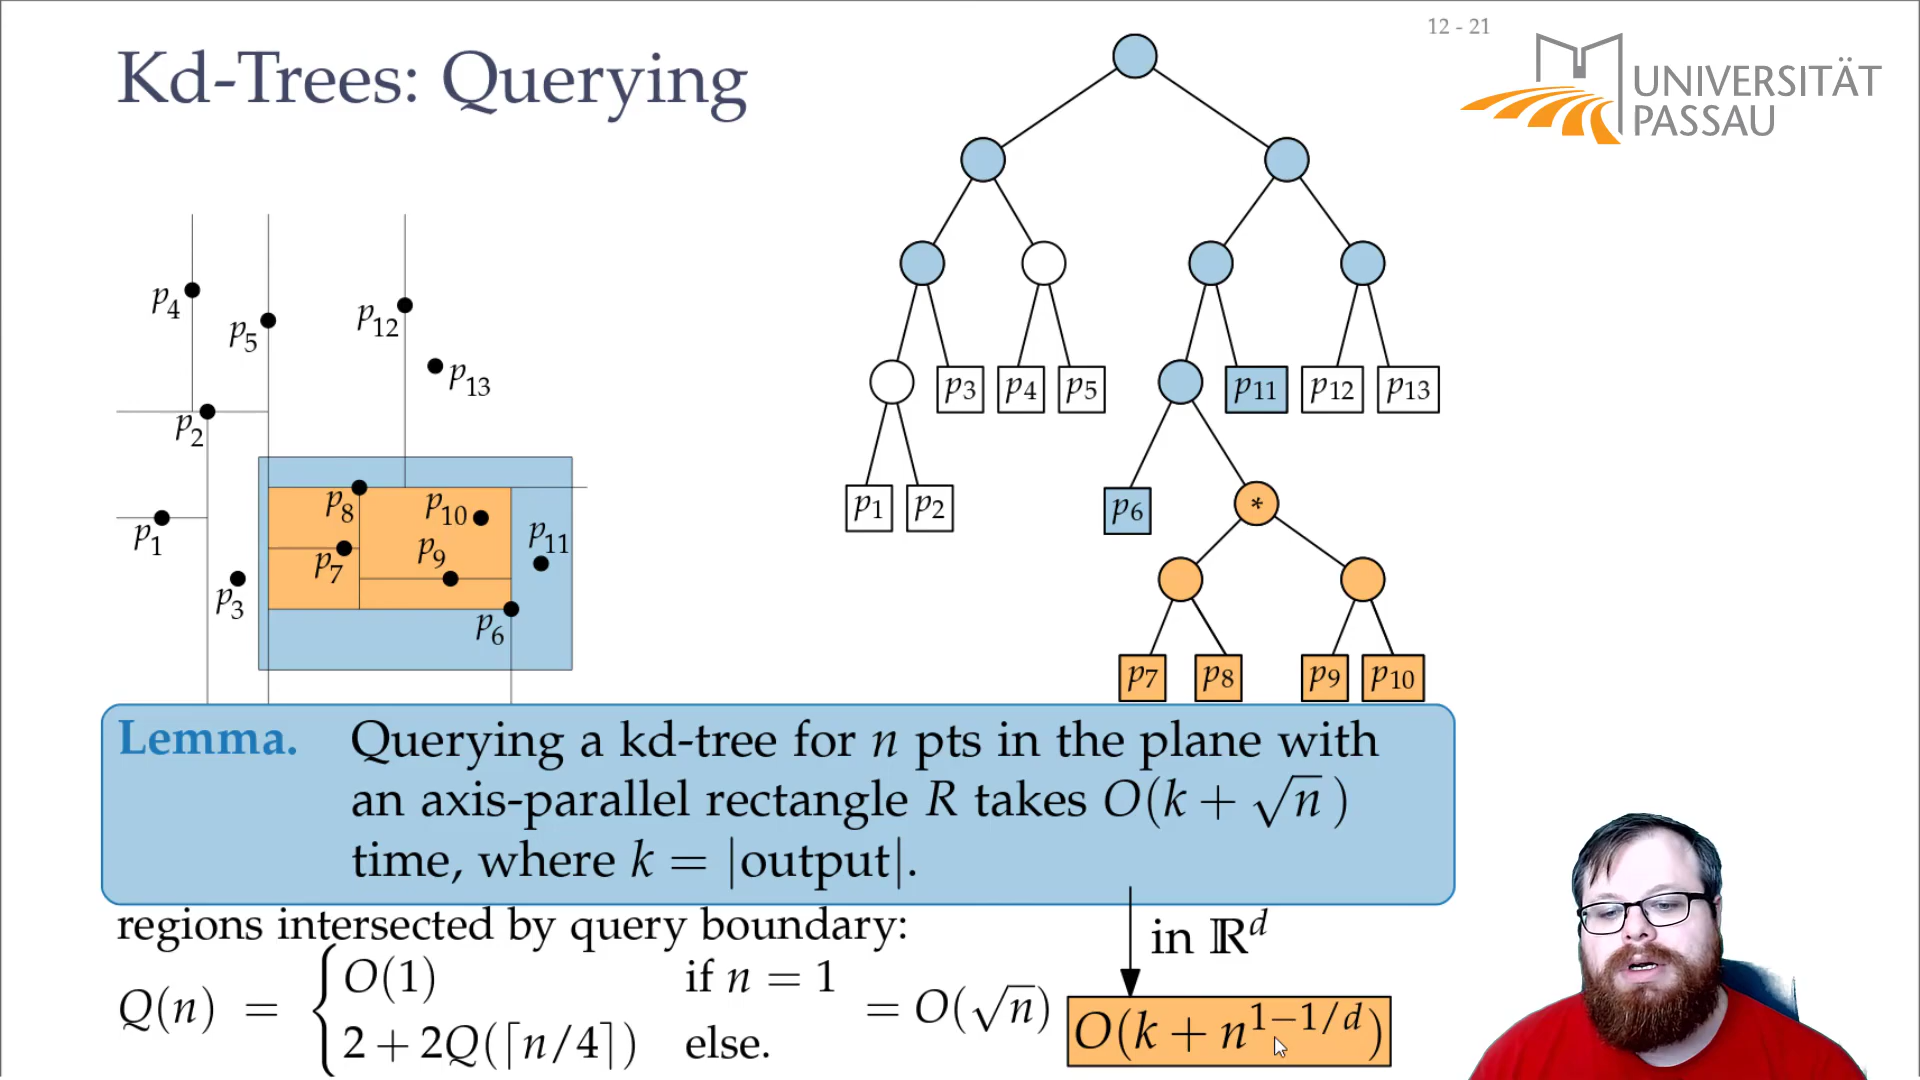 12 - 21
Kd-Trees: Querying
UNIVERSITÄT
PASSAU
p4
p5
p12
p13
p2
p8
p10
p11
p9
p1
p7
p3
p6
p3
p4
p5
p11
p12
p13
p1
p2
p6
*
p7
p8
p9
p10
Lemma. Querying a kd-tree for n pts in the plane with
an axis-parallel rectangle R takes O(k + √n)
time, where k = |output|.
regions intersected by query boundary:
in ℝ^d
Q(n) = { O(1) if n = 1
2 + 2Q(⌈n/4⌉) else.
= O(√n)
O(k + n^{1−1/d})